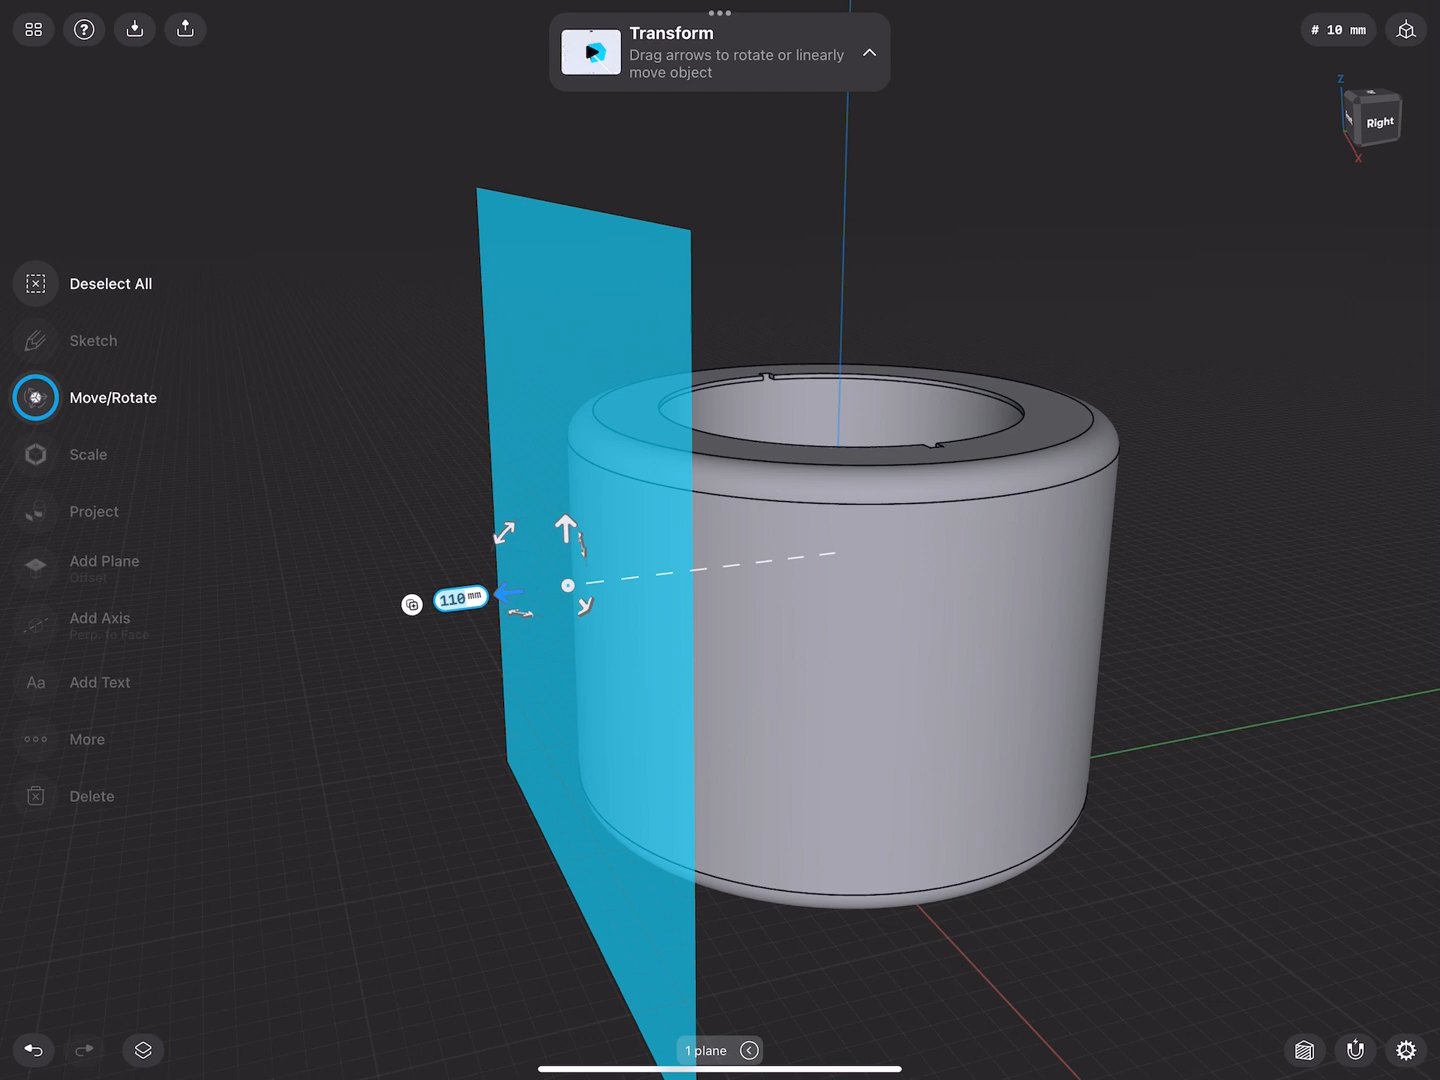 Transform
Drag arrows to rotate or linearly
move object
# 10 mm
Z
Right
X
Deselect All
Sketch
Move/Rotate
Scale
Project
Add Plane
Offset
110 mm
Add Axis
Perp. to Face
Aa Add Text
More
Delete
1 plane